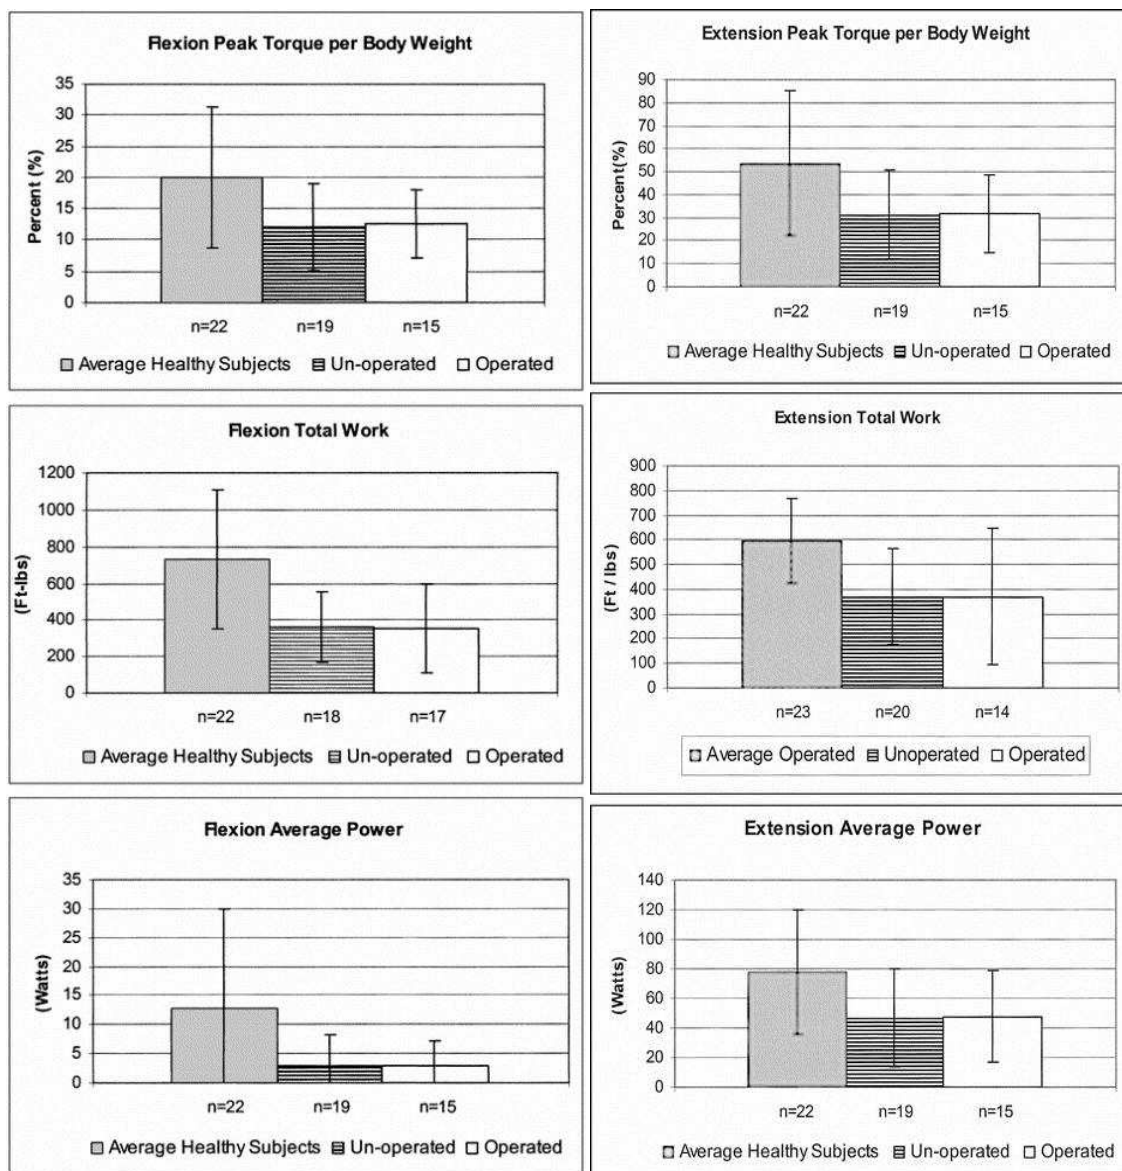 Flexion Peak Torque per Body Weight
Percent (%)
35
30
25
20
15
10
5
0
n=22 n=19 n=15
Average Healthy Subjects Un-operated Operated
Extension Peak Torque per Body Weight
Percent(%)
90
80
70
60
50
40
30
20
10
0
n=22 n=19 n=15
Average Healthy Subjects Un-operated Operated
Flexion Total Work
(Ft-lbs)
1200
1000
800
600
400
200
0
n=22 n=18 n=17
Average Healthy Subjects Un-operated Operated
Extension Total Work
(Ft / lbs)
900
800
700
600
500
400
300
200
100
0
n=23 n=20 n=14
Average Operated Unoperated Operated
Flexion Average Power
(Watts)
35
30
25
20
15
10
5
0
n=22 n=19 n=15
Average Healthy Subjects Un-operated Operated
Extension Average Power
(Watts)
140
120
100
80
60
40
20
0
n=22 n=19 n=15
Average Healthy Subjects Un-operated Operated